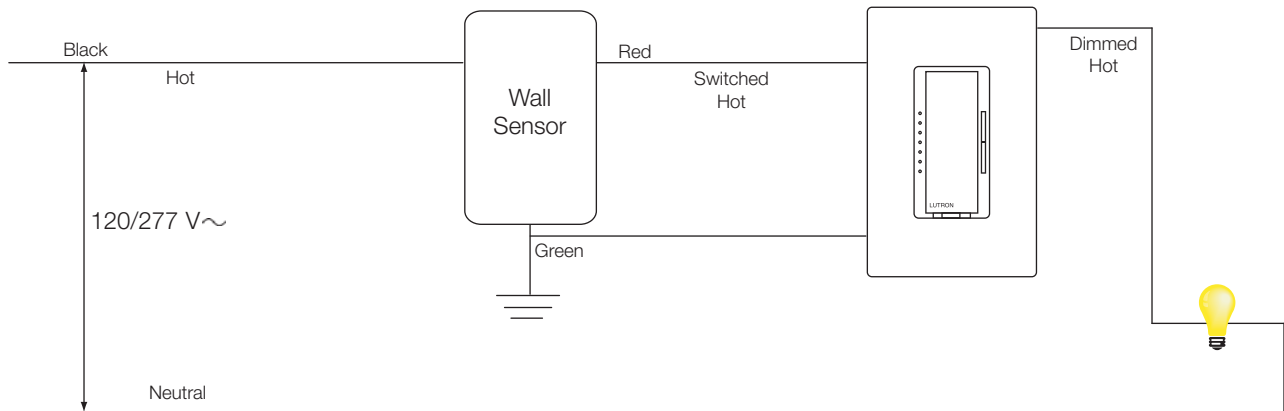 Black
Hot
Wall
Sensor
Red
Switched
Hot
Dimmed
Hot
LUTRON
120/277 V~
Green
Neutral